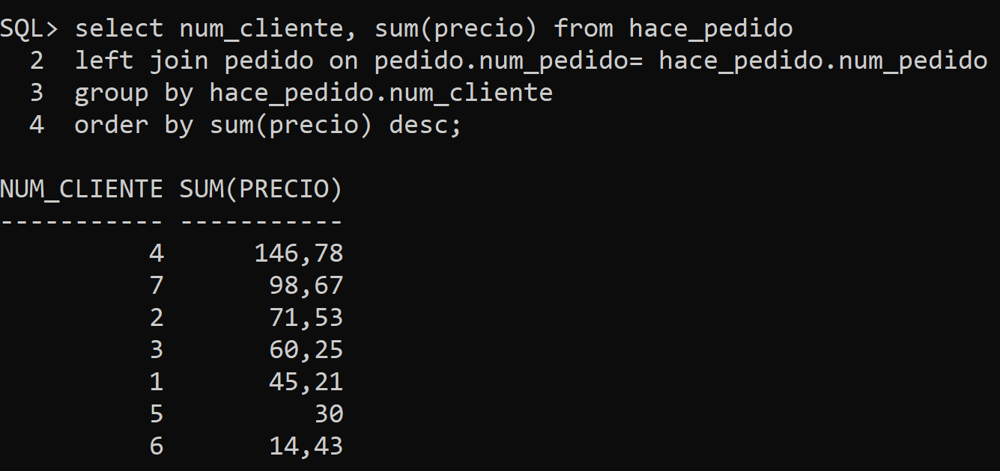 SQL> select num_cliente, sum(precio) from hace_pedido
2 left join pedido on pedido.num_pedido= hace_pedido.num_pedido
3 group by hace_pedido.num_cliente
4 order by sum(precio) desc;
NUM_CLIENTE SUM(PRECIO)
----------- -----------
4 146,78
7 98,67
2 71,53
3 60,25
1 45,21
5 30
6 14,43